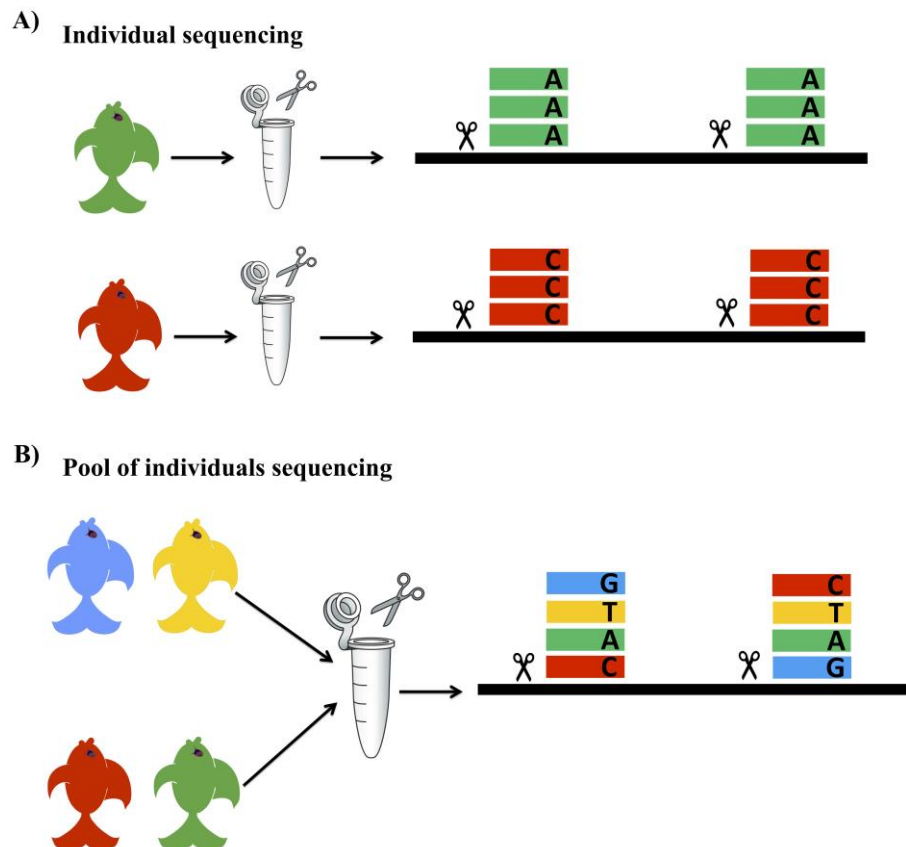 A)
Individual sequencing
A A
A A
A A
C C
C C
C C
B)
Pool of individuals sequencing
G C
T T
A A
C G